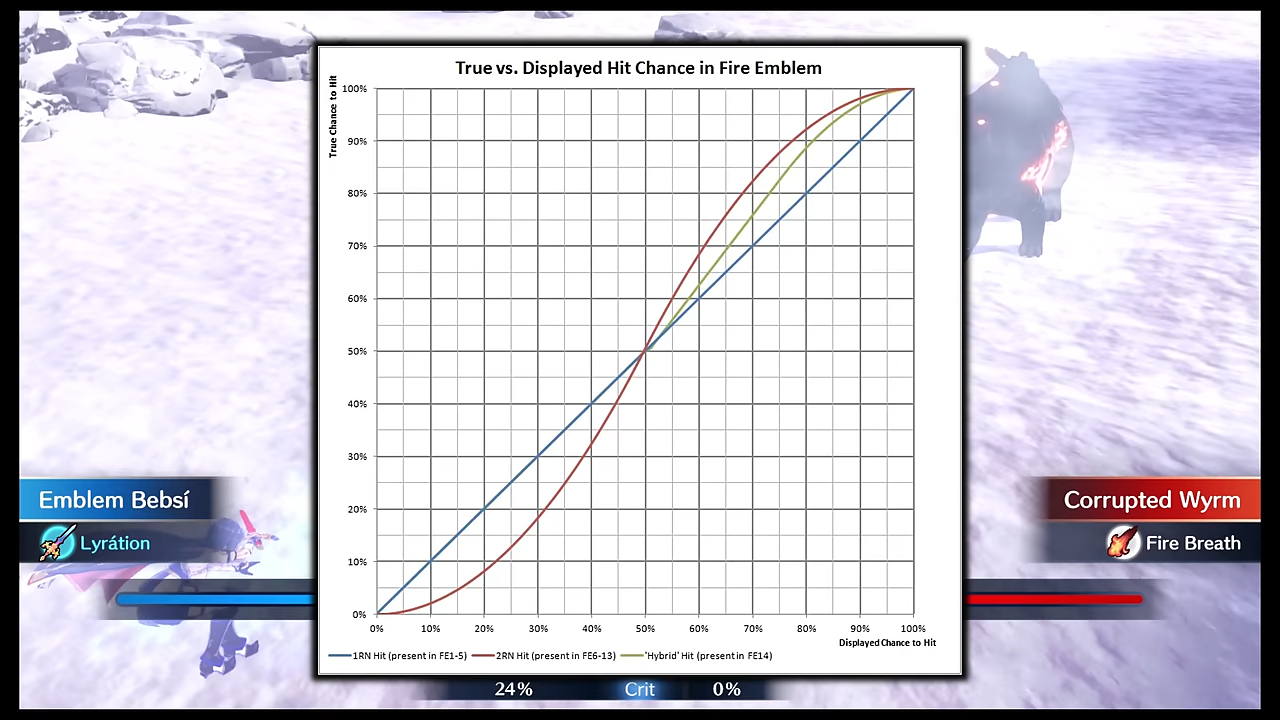 True vs. Displayed Hit Chance in Fire Emblem
True Chance to Hit
100%
90%
80%
70%
60%
50%
40%
30%
20%
10%
0%
0% 10% 20% 30% 40% 50% 60% 70% 80% 90% 100%
Displayed Chance to Hit
1RN Hit (present in FE1-5) 2RN Hit (present in FE6-13) 'Hybrid' Hit (present in FE14)
Emblem Bebsí
Lyrátion
Corrupted Wyrm
Fire Breath
24% Crit 0%